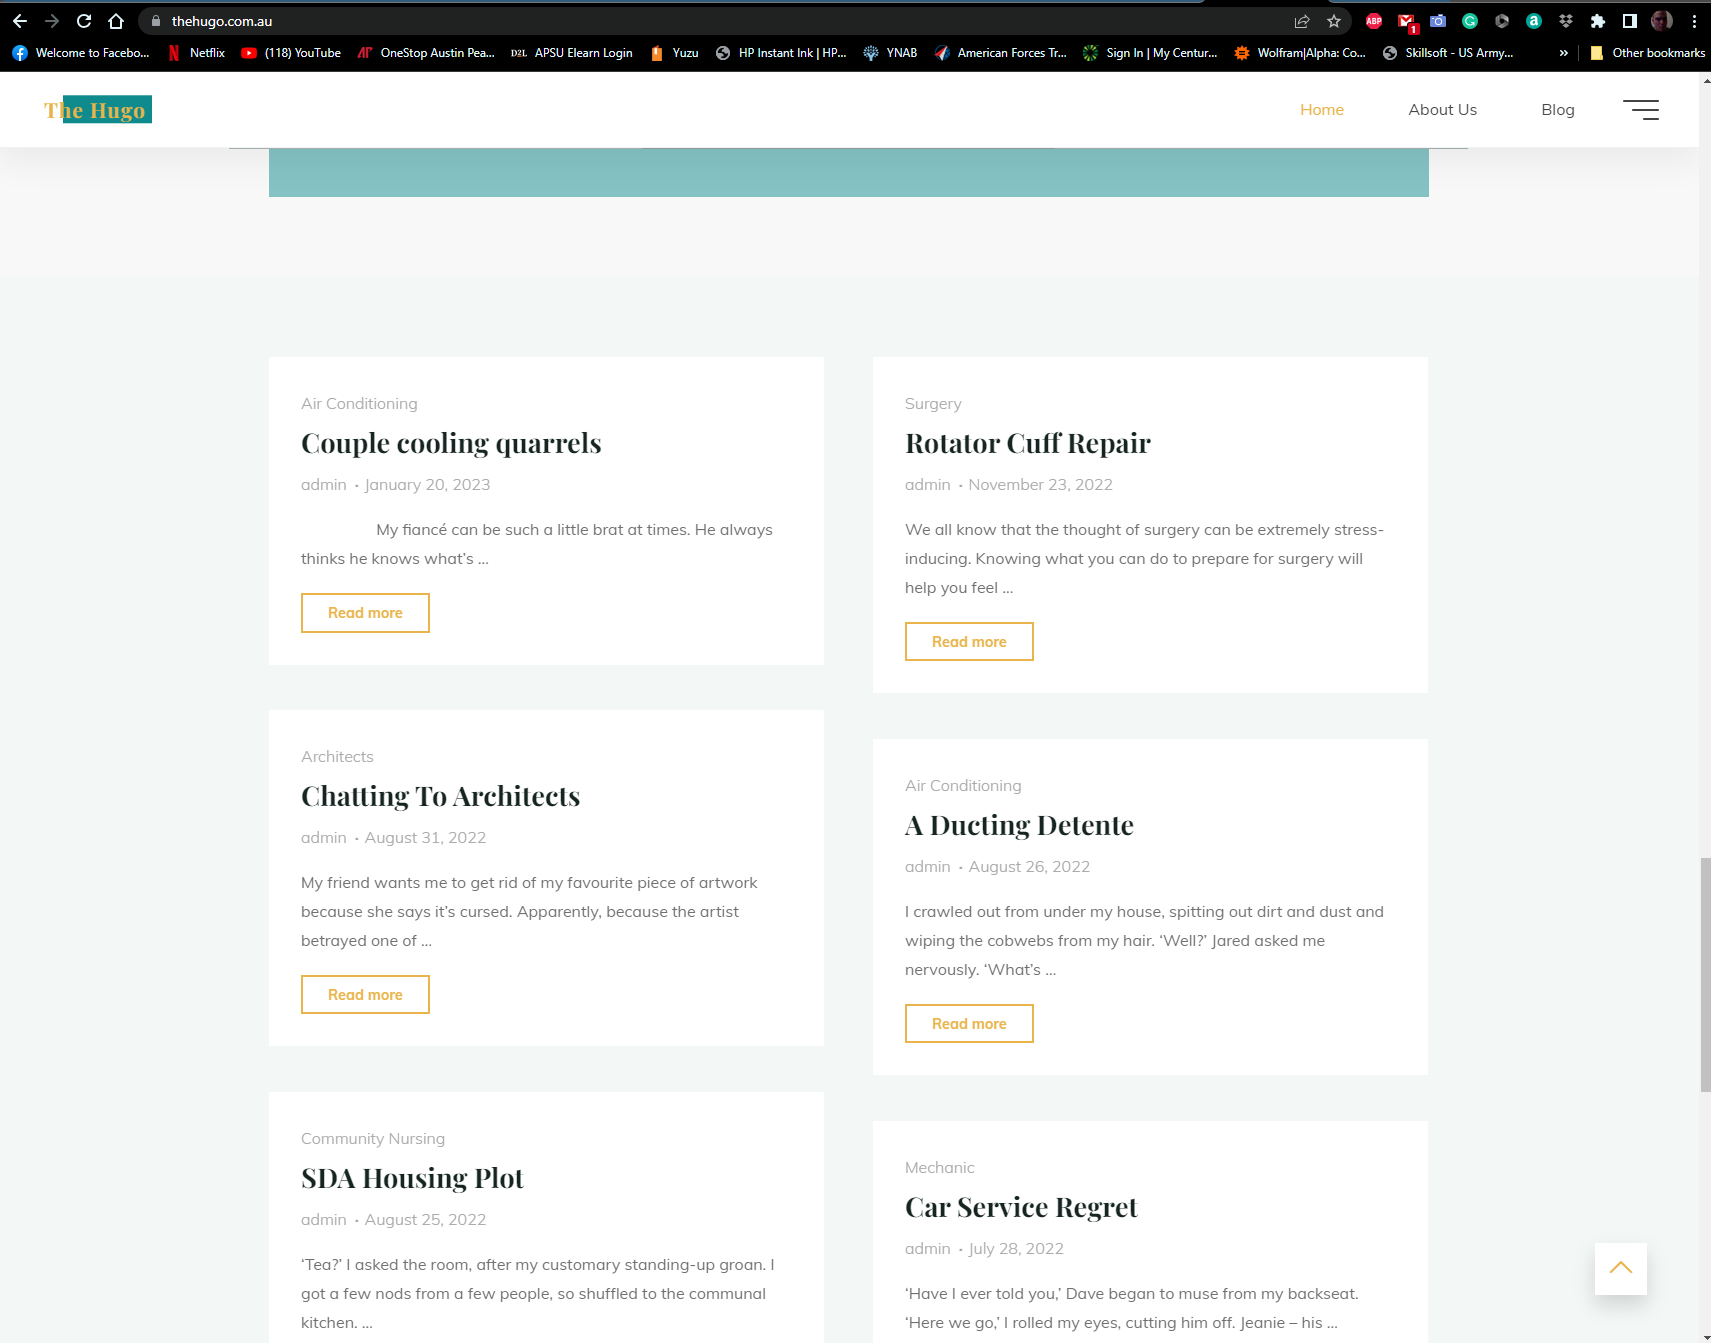 thehugo.com.au
Welcome to Facebo...
Netflix
(118) YouTube
OneStop Austin Pea...
D2L APSU Elearn Login
Yuzu
HP Instant Ink | HP...
YNAB
American Forces Tr...
Sign In | My Centur...
Wolfram|Alpha: Co...
Skillsoft - US Army...
»
Other bookmarks
ABP
1
The Hugo
Home
About Us
Blog
Air Conditioning
Couple cooling quarrels
admin • January 20, 2023
My fiancé can be such a little brat at times. He always
thinks he knows what’s ...
Read more
Surgery
Rotator Cuff Repair
admin • November 23, 2022
We all know that the thought of surgery can be extremely stress-
inducing. Knowing what you can do to prepare for surgery will
help you feel ...
Read more
Architects
Chatting To Architects
admin • August 31, 2022
My friend wants me to get rid of my favourite piece of artwork
because she says it’s cursed. Apparently, because the artist
betrayed one of ...
Read more
Air Conditioning
A Ducting Detente
admin • August 26, 2022
I crawled out from under my house, spitting out dirt and dust and
wiping the cobwebs from my hair. ‘Well?’ Jared asked me
nervously. ‘What’s ...
Read more
Community Nursing
SDA Housing Plot
admin • August 25, 2022
‘Tea?’ I asked the room, after my customary standing-up groan. I
got a few nods from a few people, so shuffled to the communal
kitchen. ...
Mechanic
Car Service Regret
admin • July 28, 2022
‘Have I ever told you,’ Dave began to muse from my backseat.
‘Here we go,’ I rolled my eyes, cutting him off. Jeanie – his ...